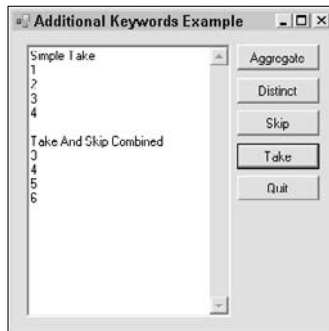 Additional Keywords Example
Simple Take
1
2
3
4
Take And Skip Combined
3
4
5
6
Aggregate
Distinct
Skip
Take
Quit